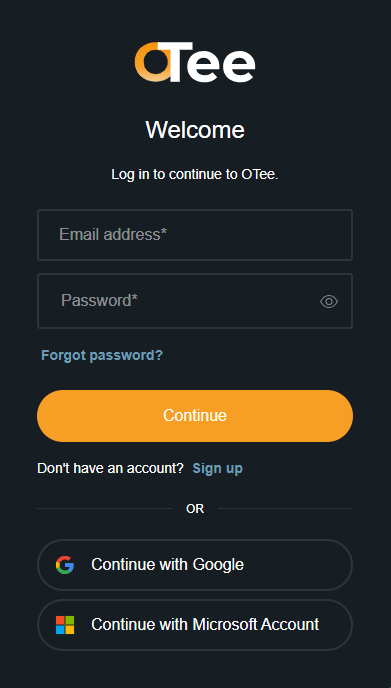 OTee
Welcome
Log in to continue to OTee.
Email address*
Password*
Forgot password?
Continue
Don't have an account? Sign up
OR
Continue with Google
Continue with Microsoft Account